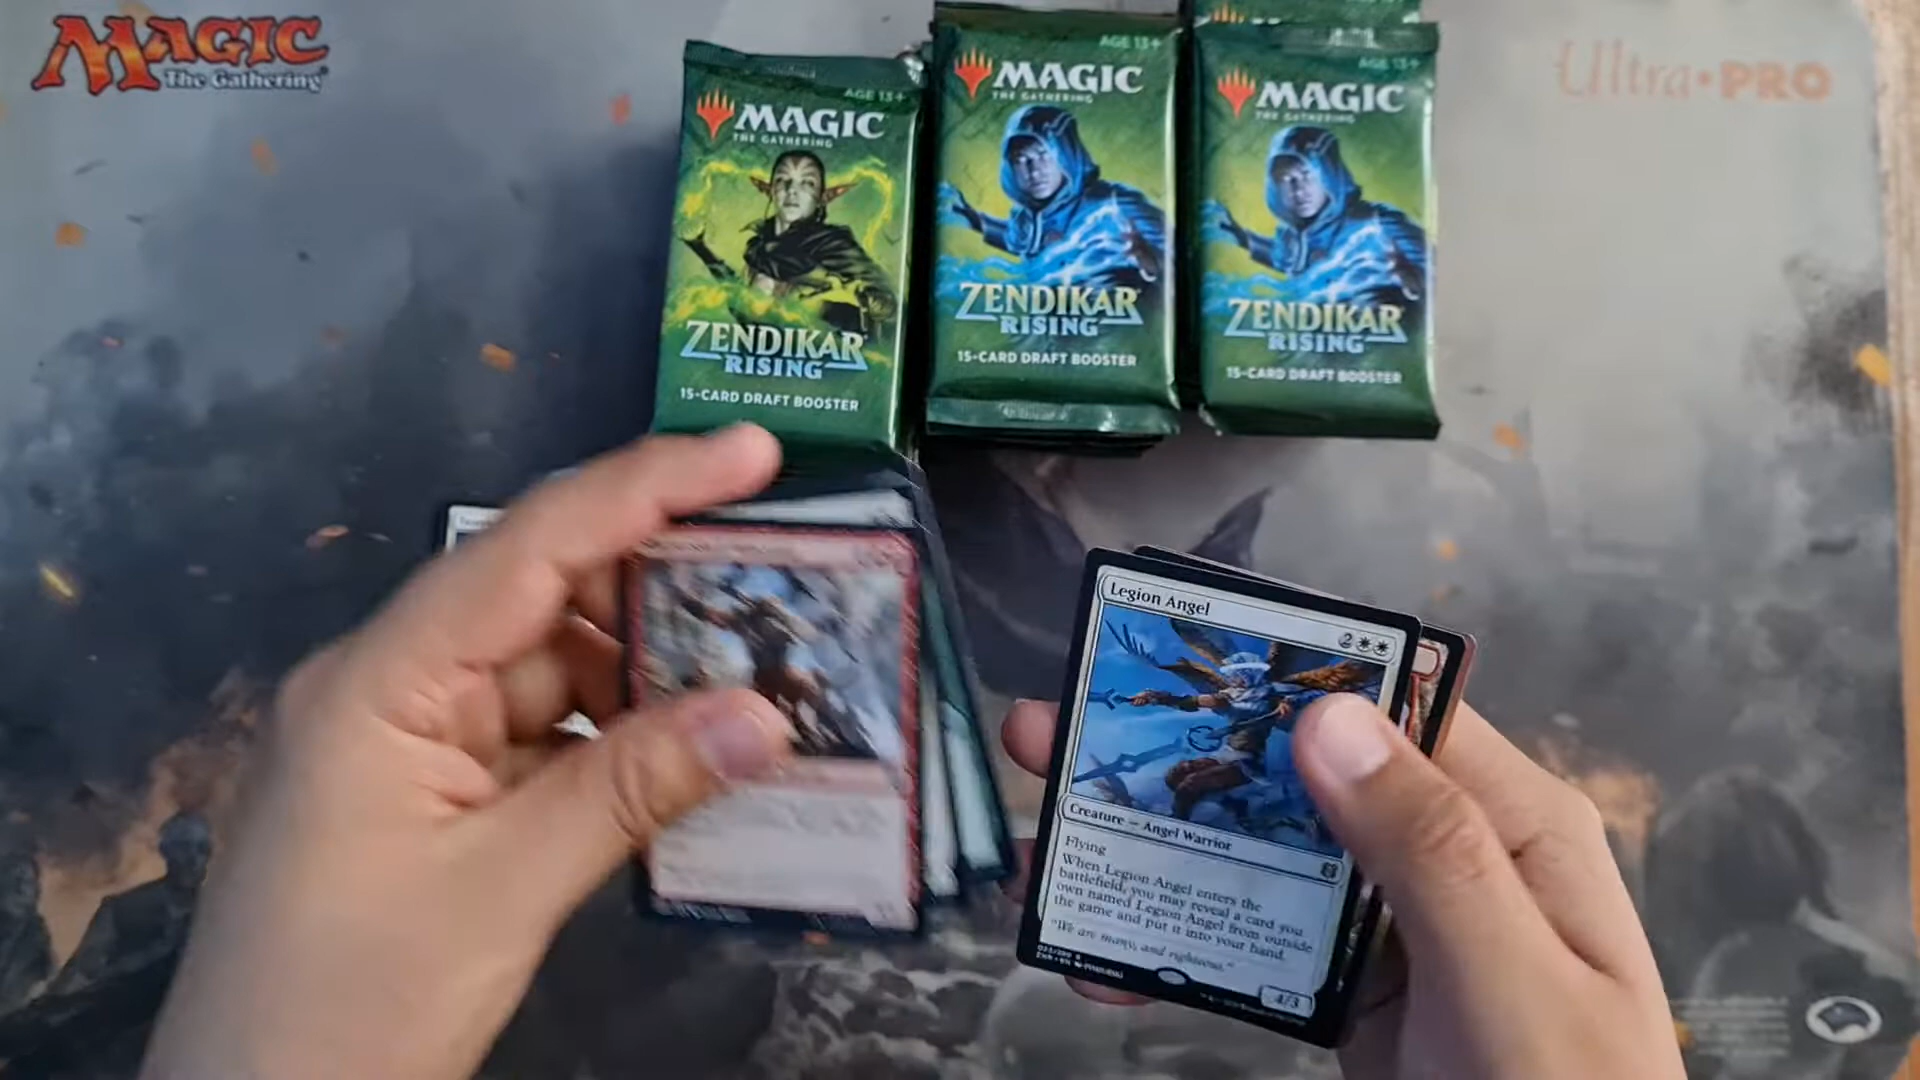 MAGIC
The Gathering
Ultra•PRO
AGE 13+
MAGIC
THE GATHERING
ZENDIKAR
RISING
15-CARD DRAFT BOOSTER
AGE 13+
MAGIC
THE GATHERING
ZENDIKAR
RISING
15-CARD DRAFT BOOSTER
AGE 13+
MAGIC
THE GATHERING
ZENDIKAR
RISING
15-CARD DRAFT BOOSTER
Legion Angel
2
Creature — Angel Warrior
Flying
When Legion Angel enters the
battlefield, you may reveal a card you
own named Legion Angel from outside
the game and put it into your hand.
"We are many, and righteous."
4/3